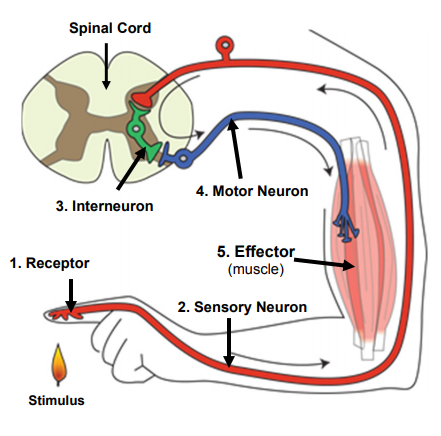 Spinal Cord
3. Interneuron
4. Motor Neuron
5. Effector
(muscle)
1. Receptor
2. Sensory Neuron
Stimulus